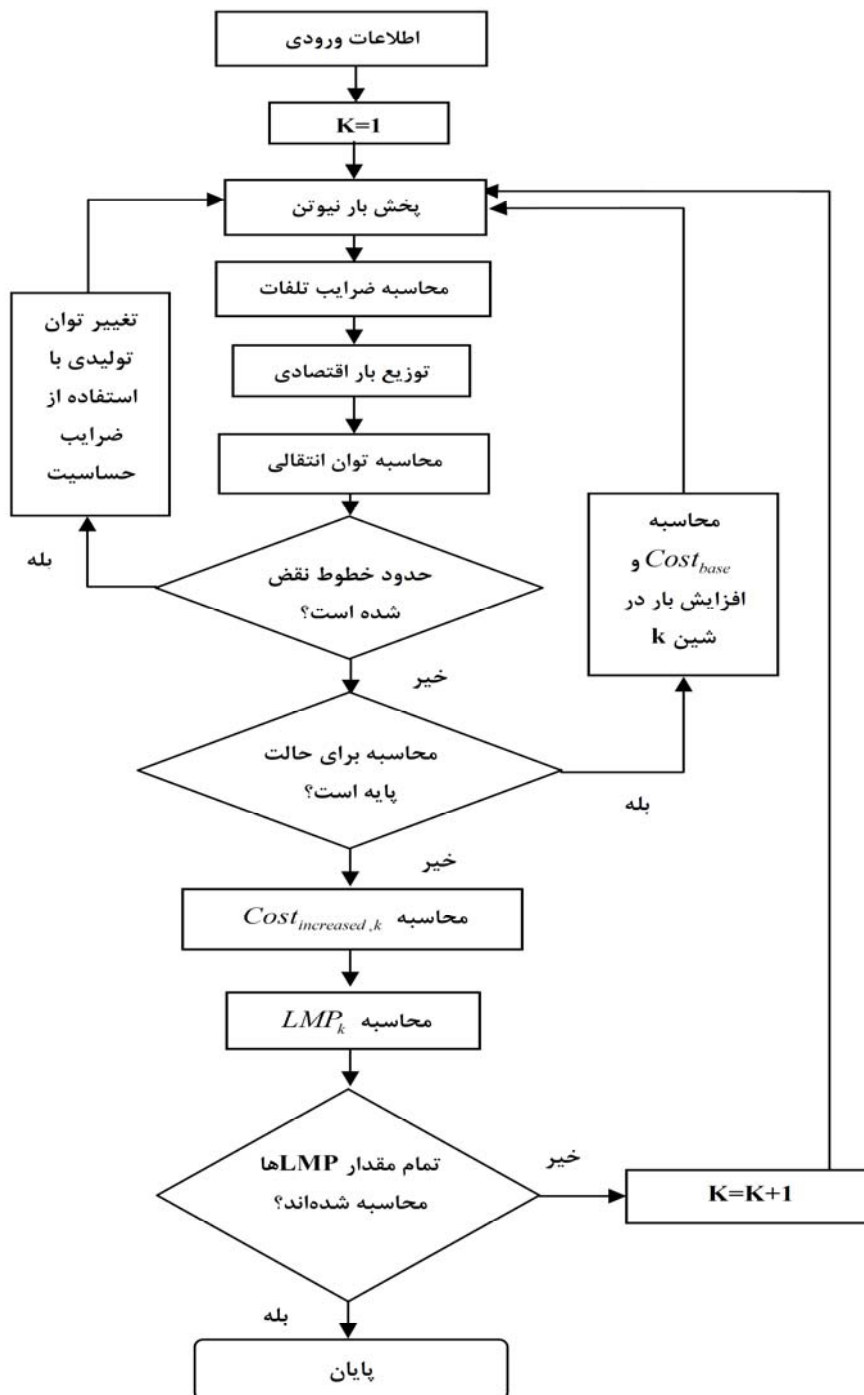 اطلاعات ورودی
K=1
پخش بار نیوتن
محاسبه ضرایب تلفات
توزیع بار اقتصادی
محاسبه توان انتقالی
تغییر توان
تولیدی با
استفاده از
ضرایب
حساسیت
بله
حدود خطوط نقض
شده است؟
خیر
محاسبه
Cost_base و
افزایش بار در
شین k
محاسبه برای حالت
پایه است؟
بله
خیر
محاسبه Cost_increased,k
محاسبه LMP_k
تمام مقدار LMPها
محاسبه شده‌اند؟
خیر
K=K+1
بله
پایان